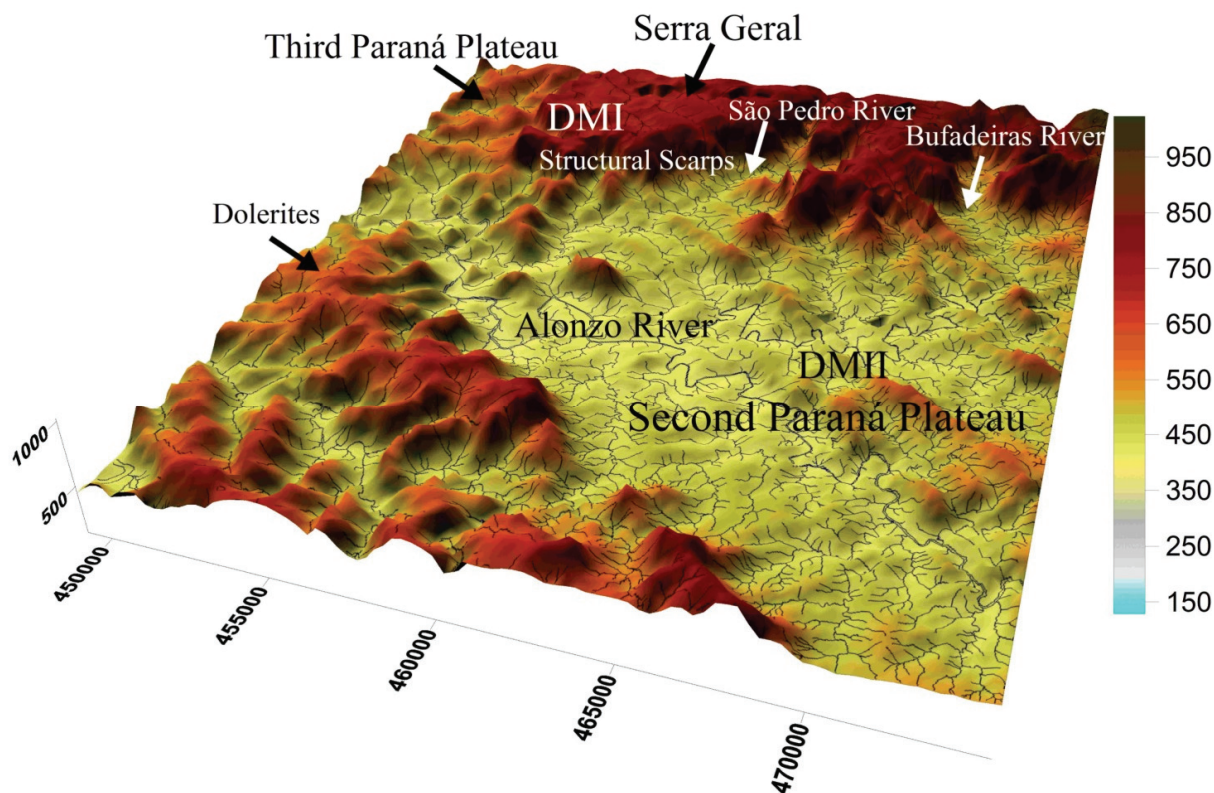 Serra Geral
Third Paraná Plateau
DMI
São Pedro River
Bufadeiras River
Structural Scarps
Dolerites
Alonzo River
DMII
Second Paraná Plateau
1000
500
450000
455000
460000
465000
470000
950
850
750
650
550
450
350
250
150